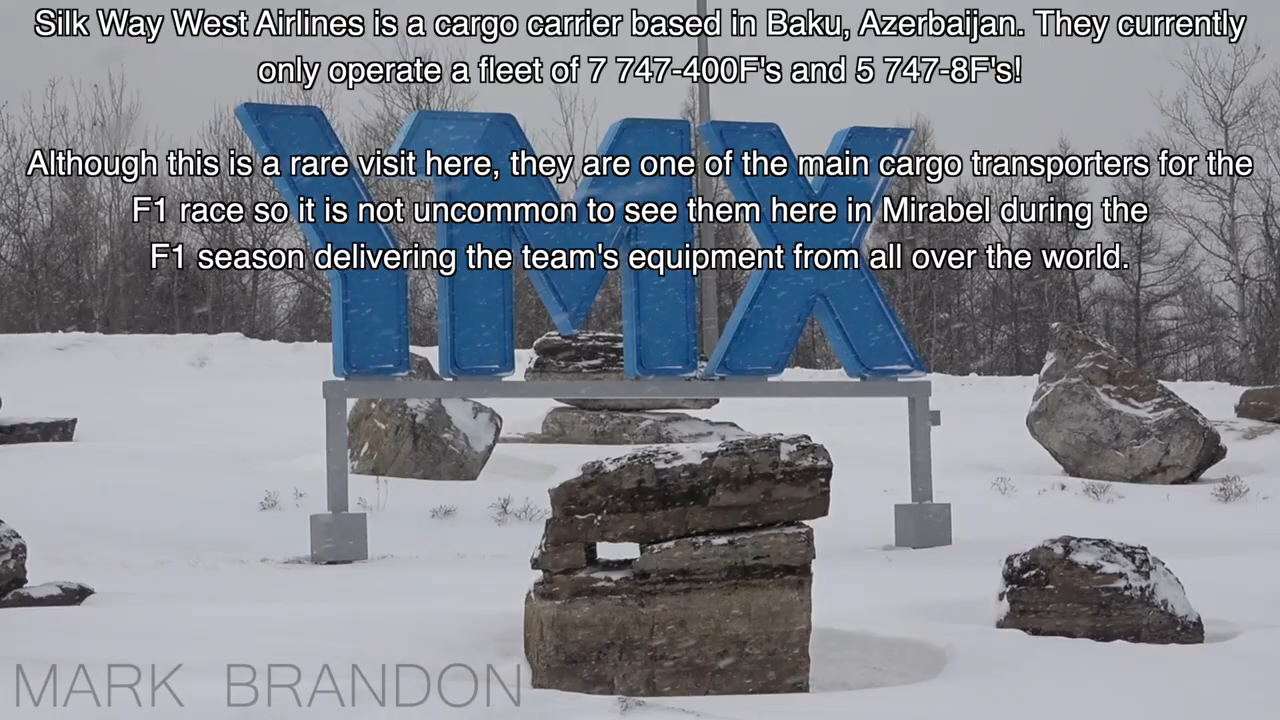 Silk Way West Airlines is a cargo carrier based in Baku, Azerbaijan. They currently
only operate a fleet of 7 747-400F's and 5 747-8F's!
Although this is a rare visit here, they are one of the main cargo transporters for the
F1 race so it is not uncommon to see them here in Mirabel during the
F1 season delivering the team's equipment from all over the world.
YMX
MARK BRANDON